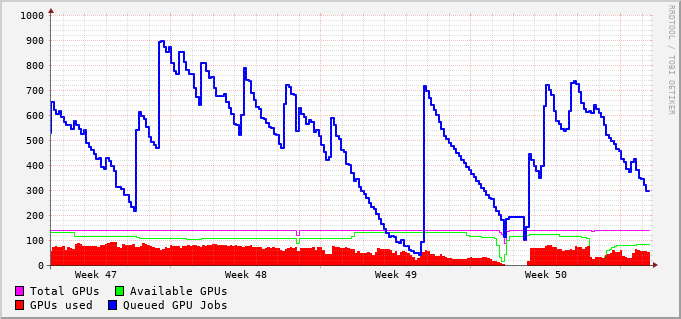 1000
900
800
700
600
500
400
300
200
100
0
Week 47 Week 48 Week 49 Week 50
Total GPUs Available GPUs
GPUs used Queued GPU Jobs
RRDTOOL / TOBI OETIKER